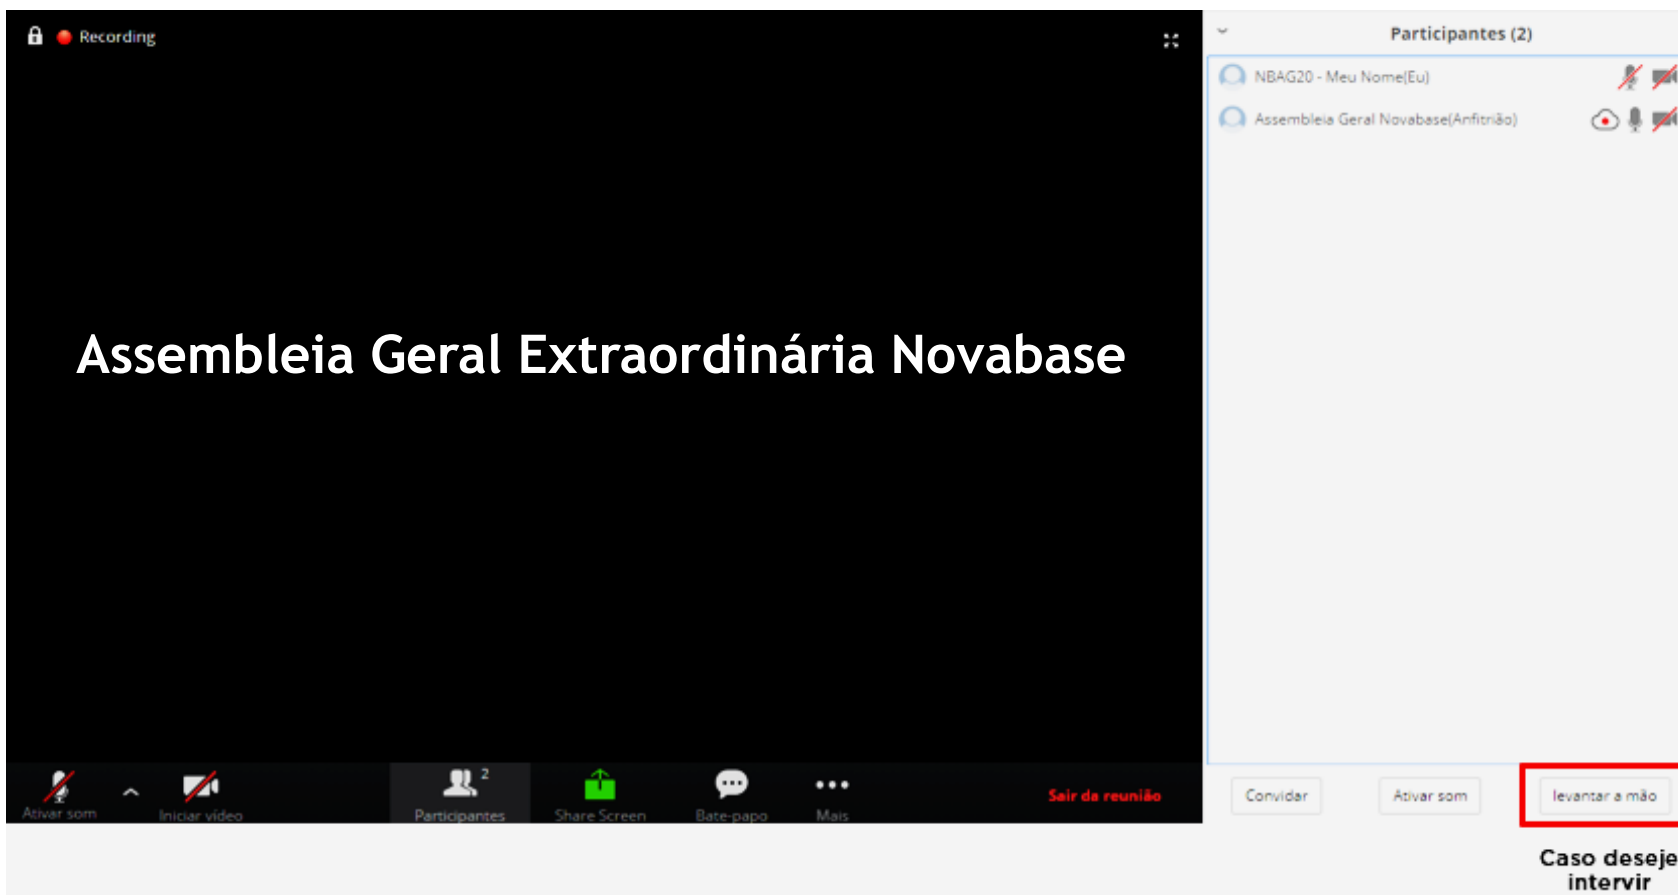 Recording
Participantes (2)
NBAG20 - Meu Nome(Eu)
Assembleia Geral Novabase(Anfitrião)
Assembleia Geral Extraordinária Novabase
Ativar som
Iniciar vídeo
Participantes 2
Share Screen
Bate-papo
Mais
Sair da reunião
Convidar
Ativar som
levantar a mão
Caso deseje
intervir